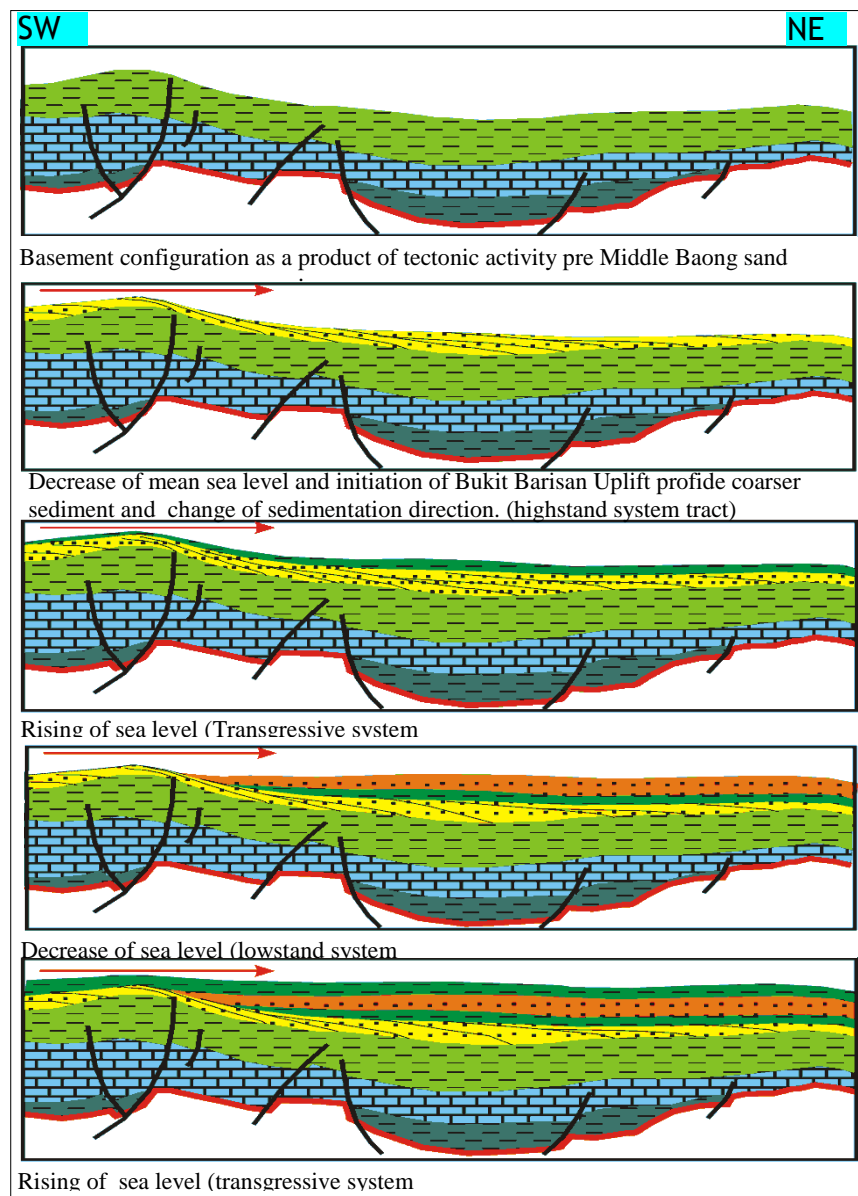 SW NE
Basement configuration as a product of tectonic activity pre Middle Baong sand
Decrease of mean sea level and initiation of Bukit Barisan Uplift profide coarser
sediment and change of sedimentation direction. (highstand system tract)
Rising of sea level (Transgressive system
Decrease of sea level (lowstand system
Rising of sea level (transgressive system